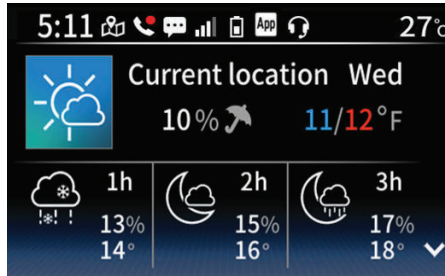 5:11 App 27°c
Current location Wed
10% 11/12°F
1h 2h 3h
13% 15% 17%
14° 16° 18°